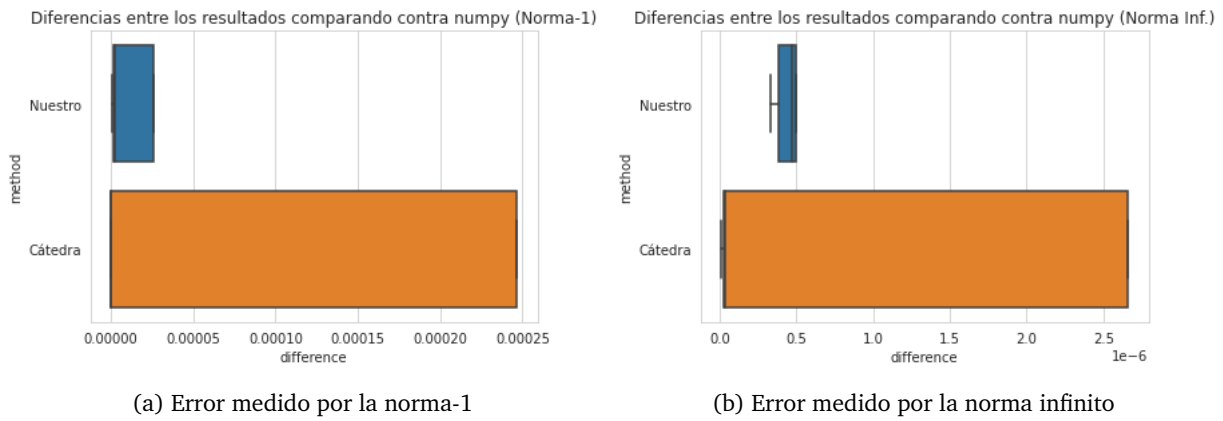 Diferencias entre los resultados comparando contra numpy (Norma-1)
Nuestro
Cátedra
method
0.00000 0.00005 0.00010 0.00015 0.00020 0.00025
difference
(a) Error medido por la norma-1
Diferencias entre los resultados comparando contra numpy (Norma Inf.)
Nuestro
Cátedra
method
0.0 0.5 1.0 1.5 2.0 2.5
1e−6
difference
(b) Error medido por la norma infinito